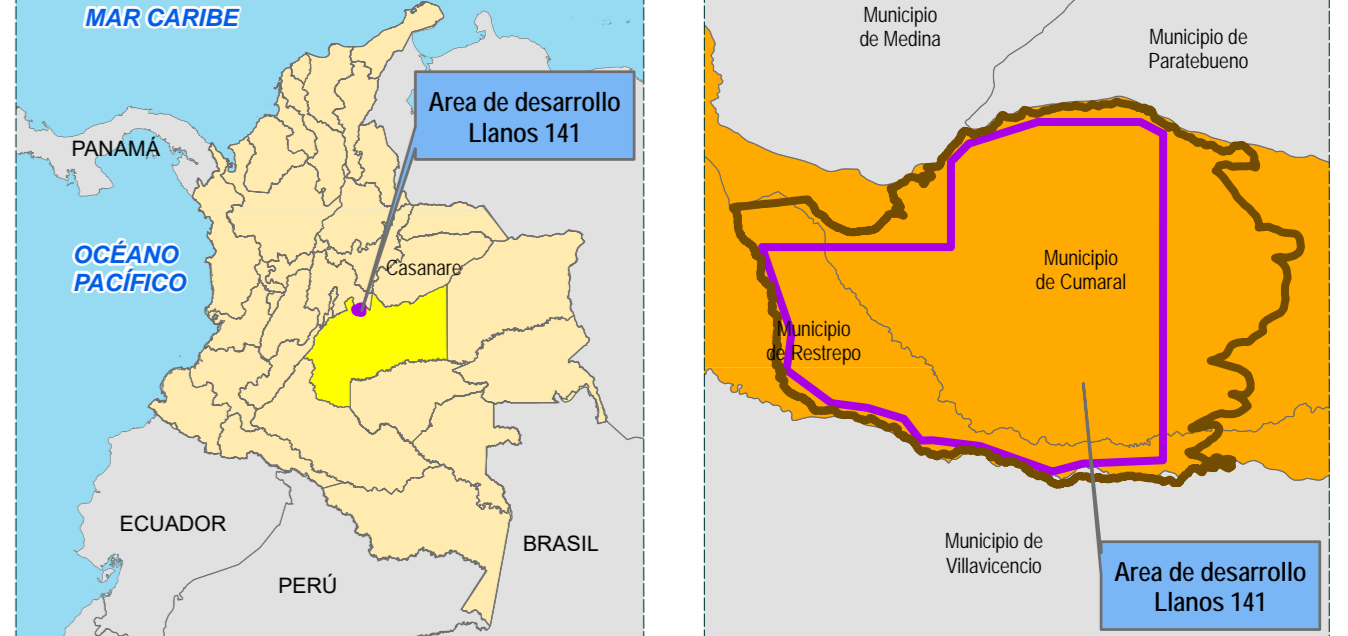 MAR CARIBE
Area de desarrollo
Llanos 141
PANAMÁ
OCÉANO
PACÍFICO
Casanare
ECUADOR
BRASIL
PERÚ
Municipio
de Medina
Municipio de
Paratebueno
Municipio
de Cumaral
Municipio
de Restrepo
Municipio de
Villavicencio
Area de desarrollo
Llanos 141